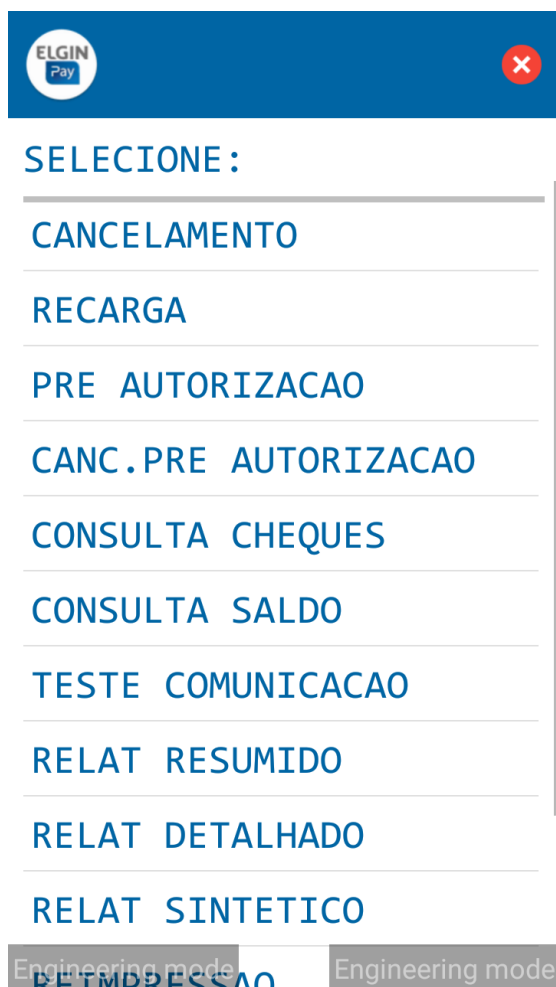 ELGIN
Pay
SELECIONE:
CANCELAMENTO
RECARGA
PRE AUTORIZACAO
CANC.PRE AUTORIZACAO
CONSULTA CHEQUES
CONSULTA SALDO
TESTE COMUNICACAO
RELAT RESUMIDO
RELAT DETALHADO
RELAT SINTETICO
REIMPRESSAO
Engineering mode
Engineering mode